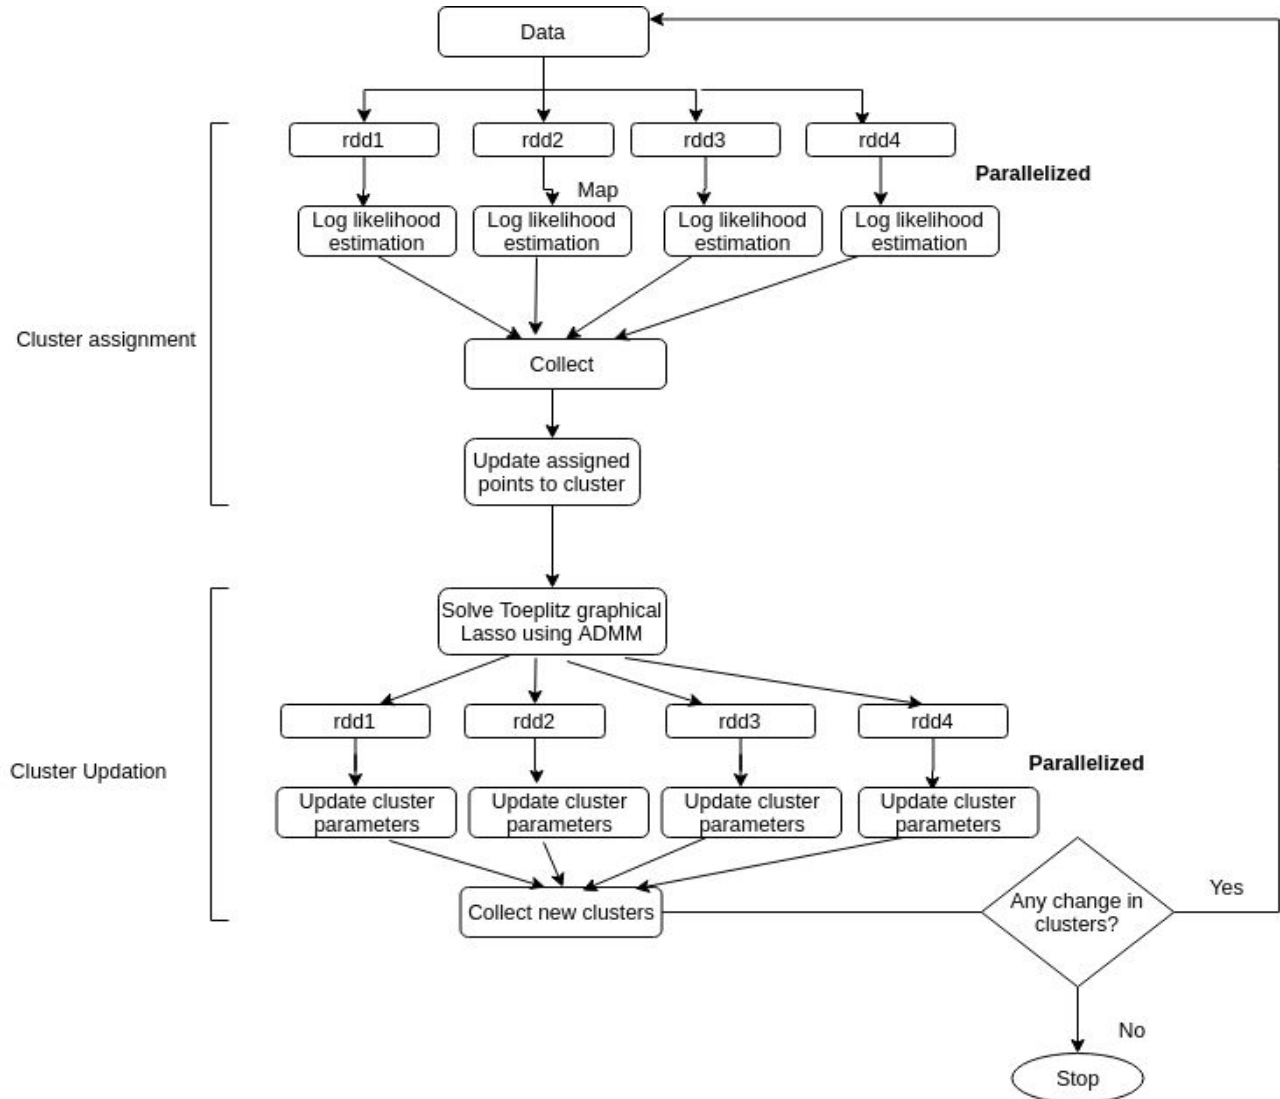 Data
rdd1
rdd2
rdd3
rdd4
Parallelized
Map
Log likelihood
estimation
Log likelihood
estimation
Log likelihood
estimation
Log likelihood
estimation
Cluster assignment
Collect
Update assigned
points to cluster
Solve Toeplitz graphical
Lasso using ADMM
rdd1
rdd2
rdd3
rdd4
Cluster Updation
Parallelized
Update cluster
parameters
Update cluster
parameters
Update cluster
parameters
Update cluster
parameters
Collect new clusters
Any change in
clusters?
Yes
No
Stop